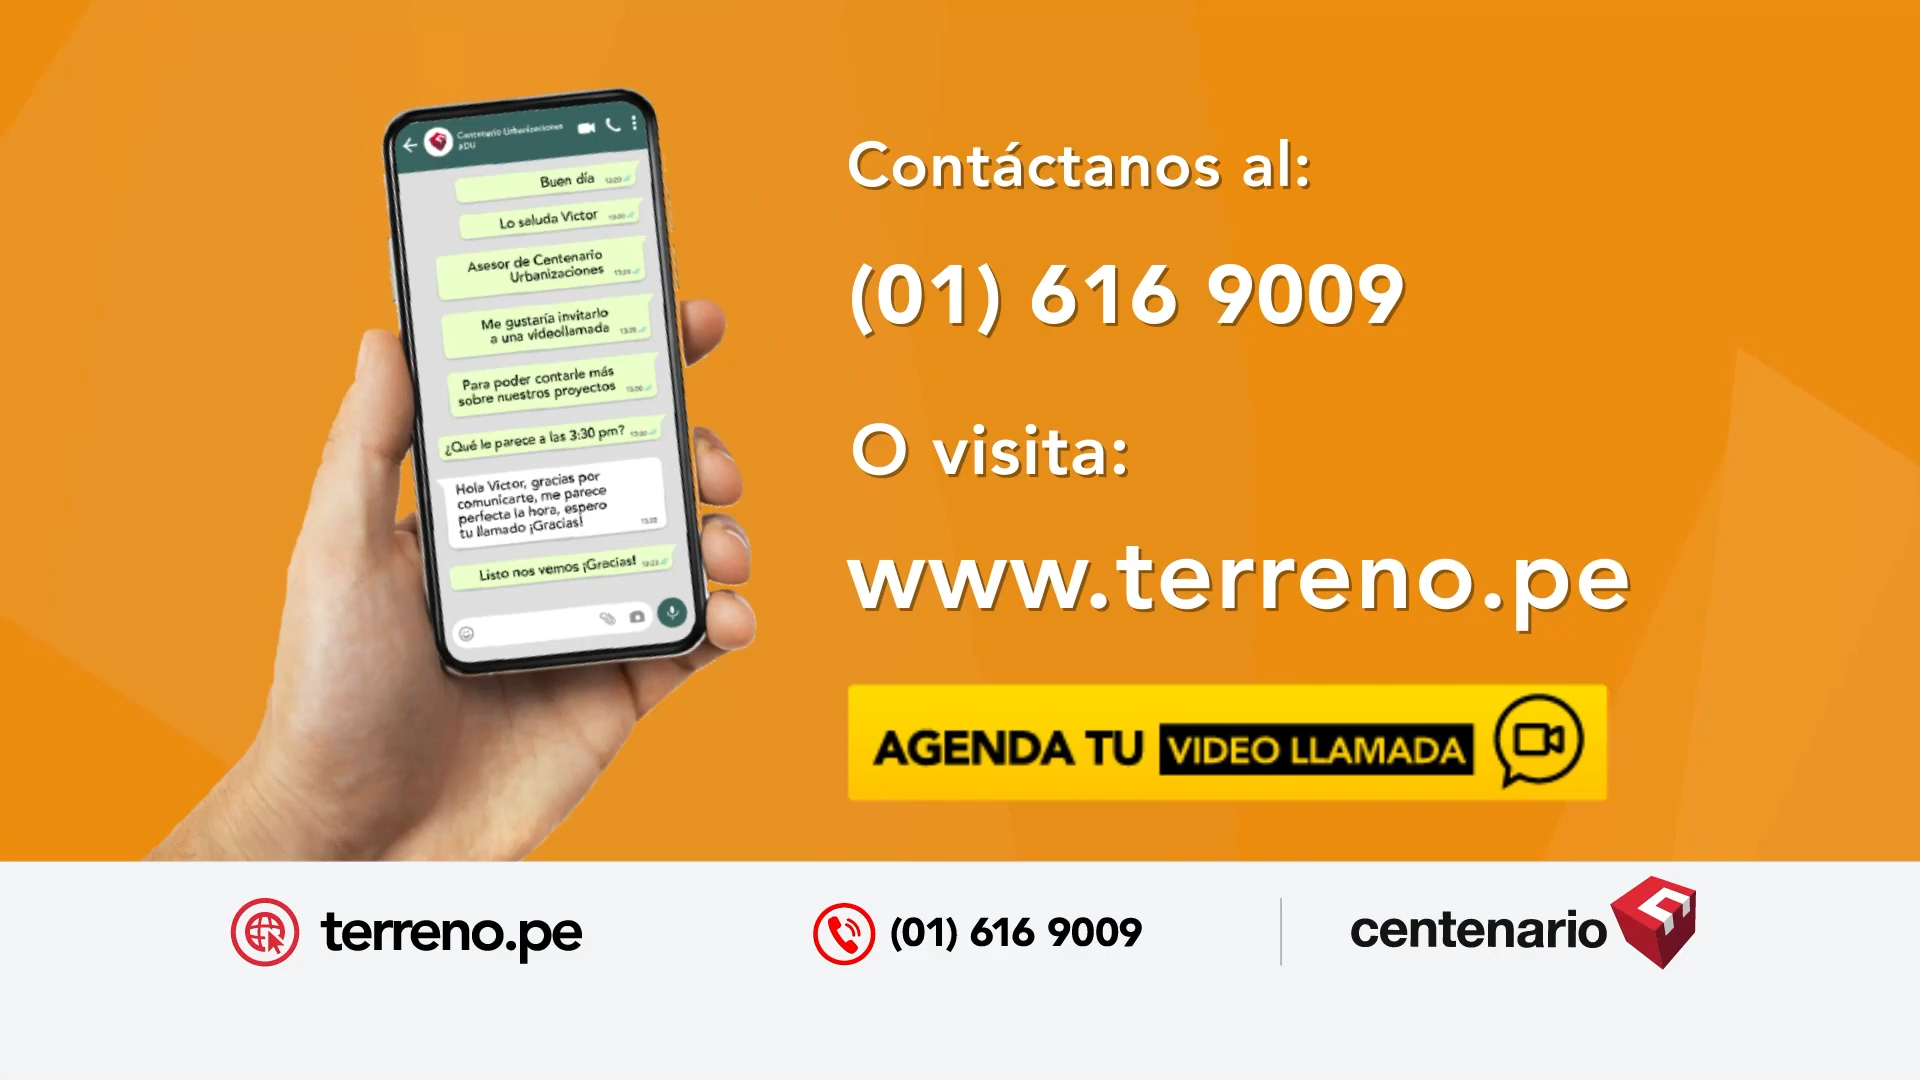 Centenario Urbanizaciones
Buen día
Lo saluda Victor
Asesor de Centenario
Urbanizaciones
Me gustaría invitarlo
a una videollamada
Para poder contarle más
sobre nuestros proyectos
¿Qué le parece a las 3:30 pm?
Hola Victor, gracias por
comunicarte, me parece
perfecta la hora, espero
tu llamado ¡Gracias!
Listo nos vemos ¡Gracias!
Contáctanos al:
(01) 616 9009
O visita:
www.terreno.pe
AGENDA TU VIDEO LLAMADA
terreno.pe
(01) 616 9009
centenario